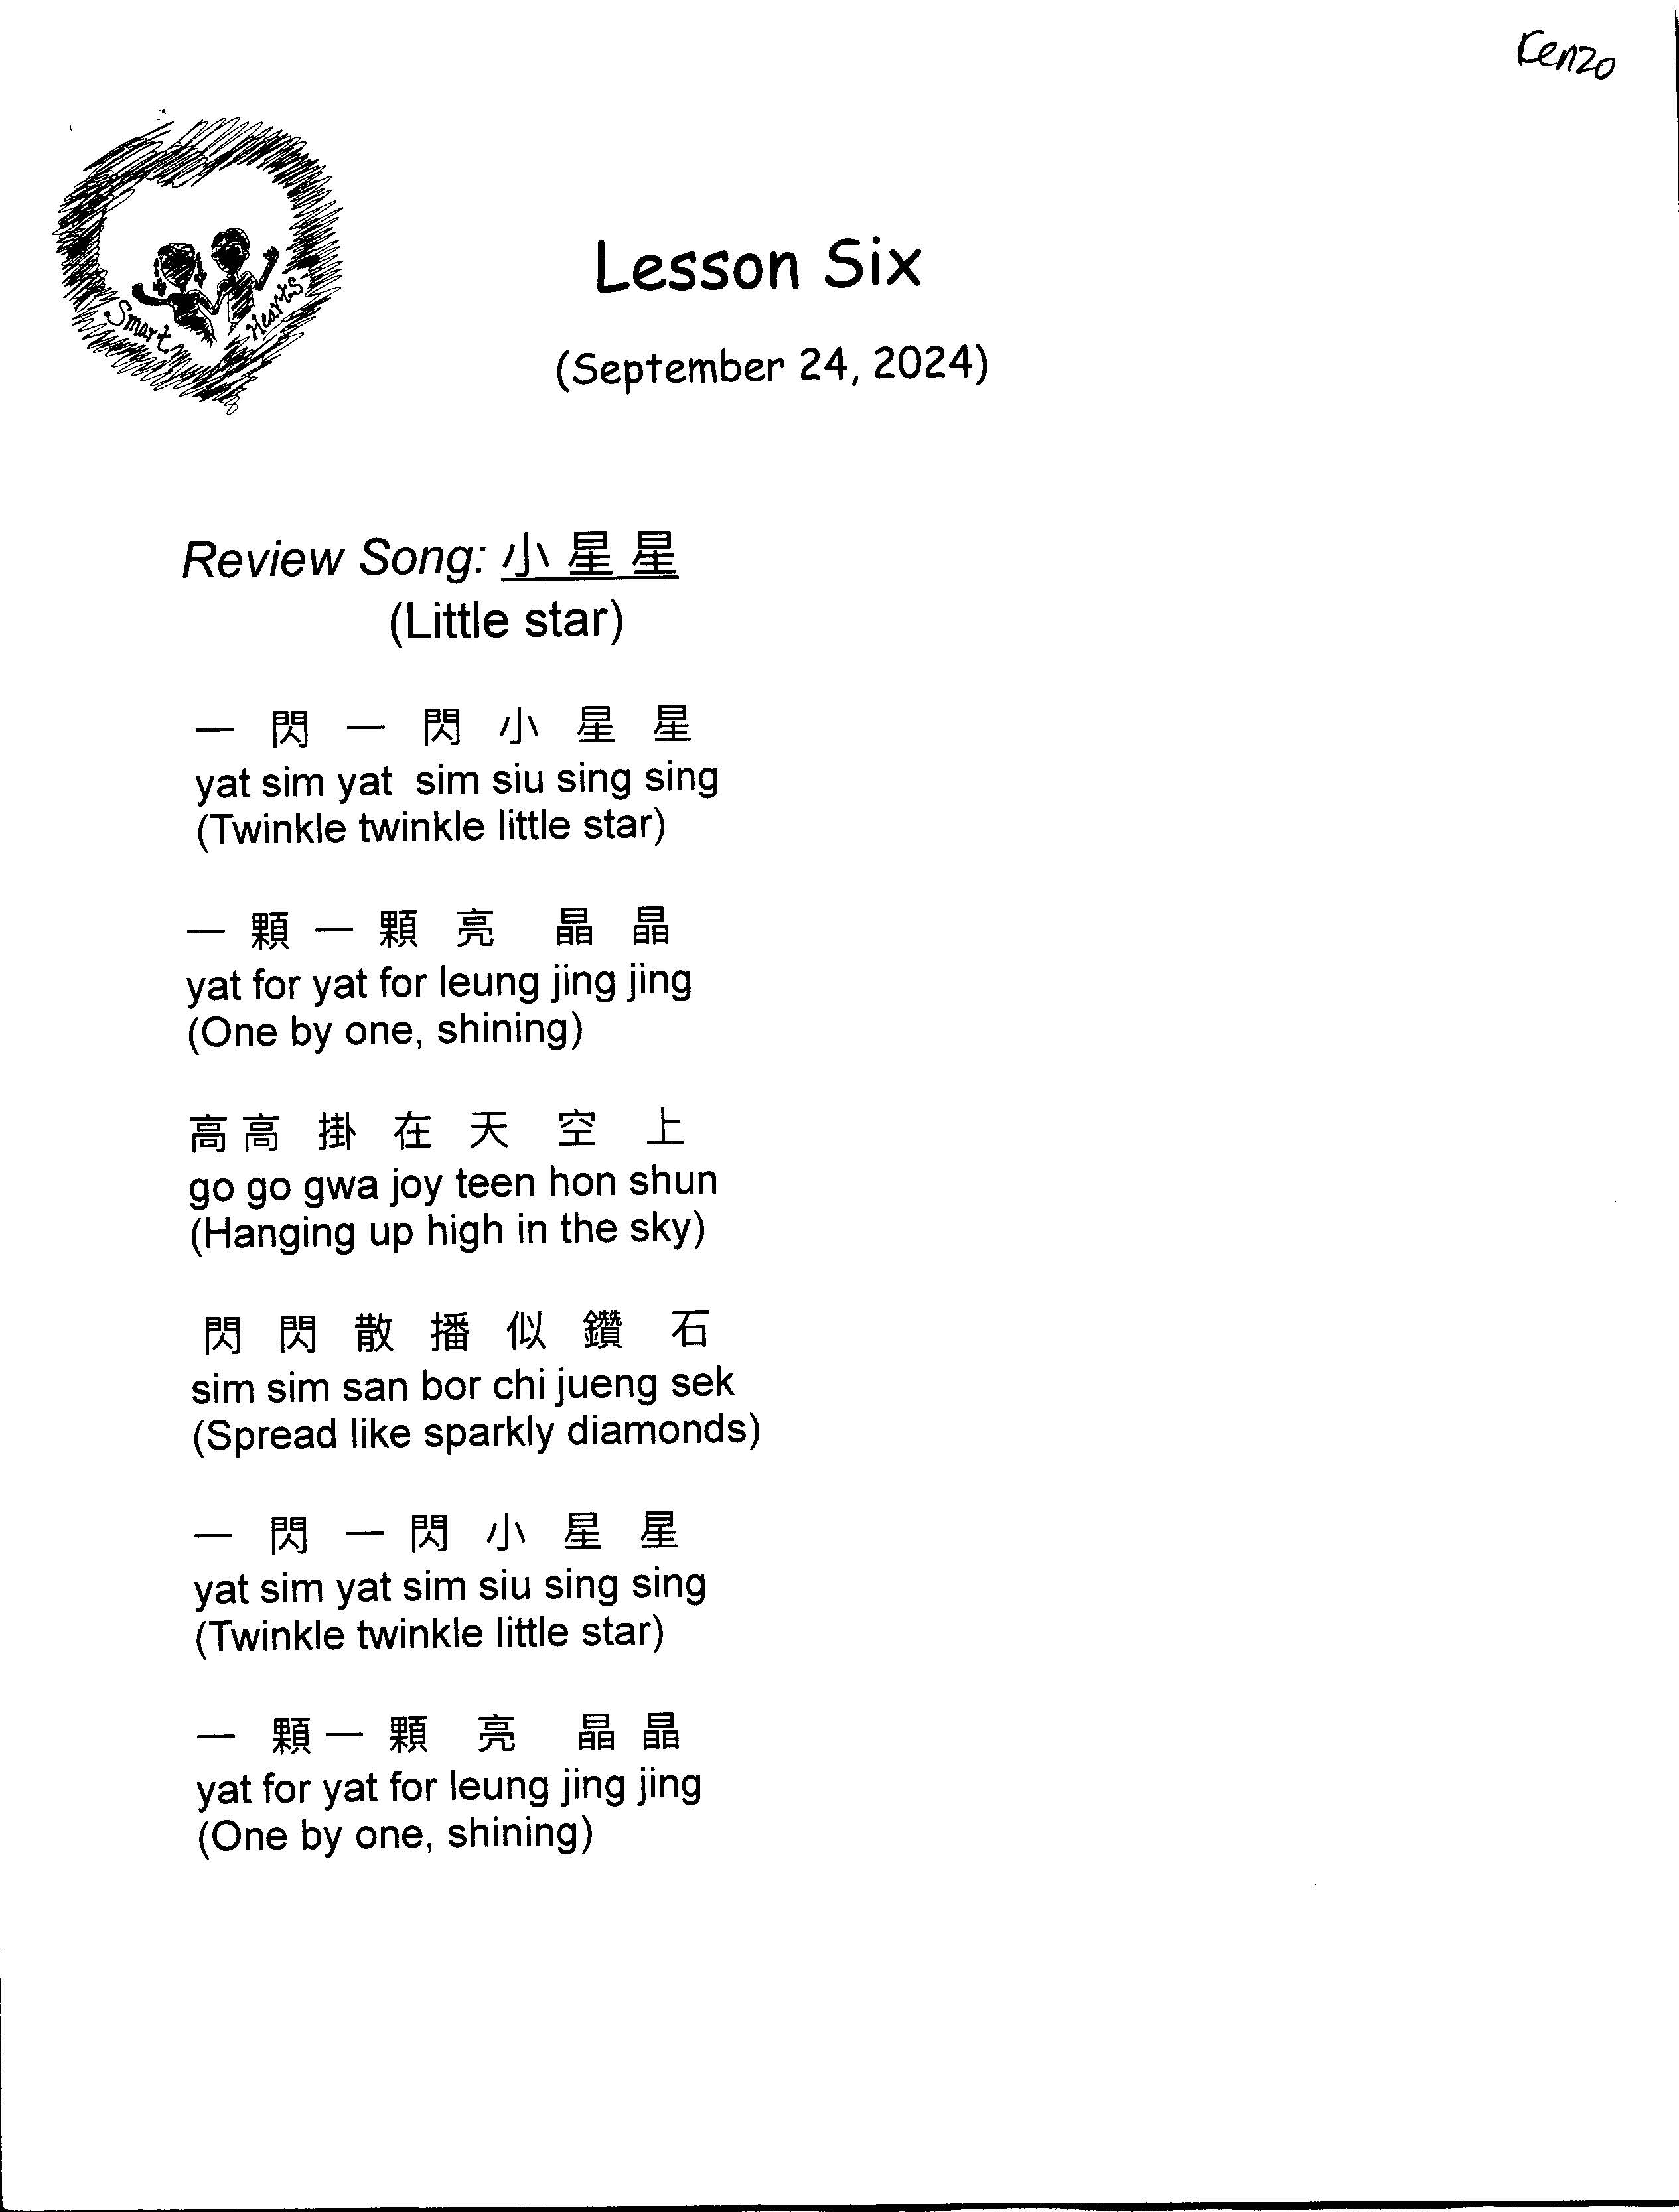 Kenzo
Smart Hearts
Lesson Six
(September 24, 2024)
Review Song: 小 星 星
(Little star)
一 閃 一 閃 小 星 星
yat sim yat sim siu sing sing
(Twinkle twinkle little star)
一 顆 一 顆 亮 晶 晶
yat for yat for leung jing jing
(One by one, shining)
高 高 掛 在 天 空 上
go go gwa joy teen hon shun
(Hanging up high in the sky)
閃 閃 散 播 似 鑽 石
sim sim san bor chi jueng sek
(Spread like sparkly diamonds)
一 閃 一 閃 小 星 星
yat sim yat sim siu sing sing
(Twinkle twinkle little star)
一 顆 一 顆 亮 晶 晶
yat for yat for leung jing jing
(One by one, shining)